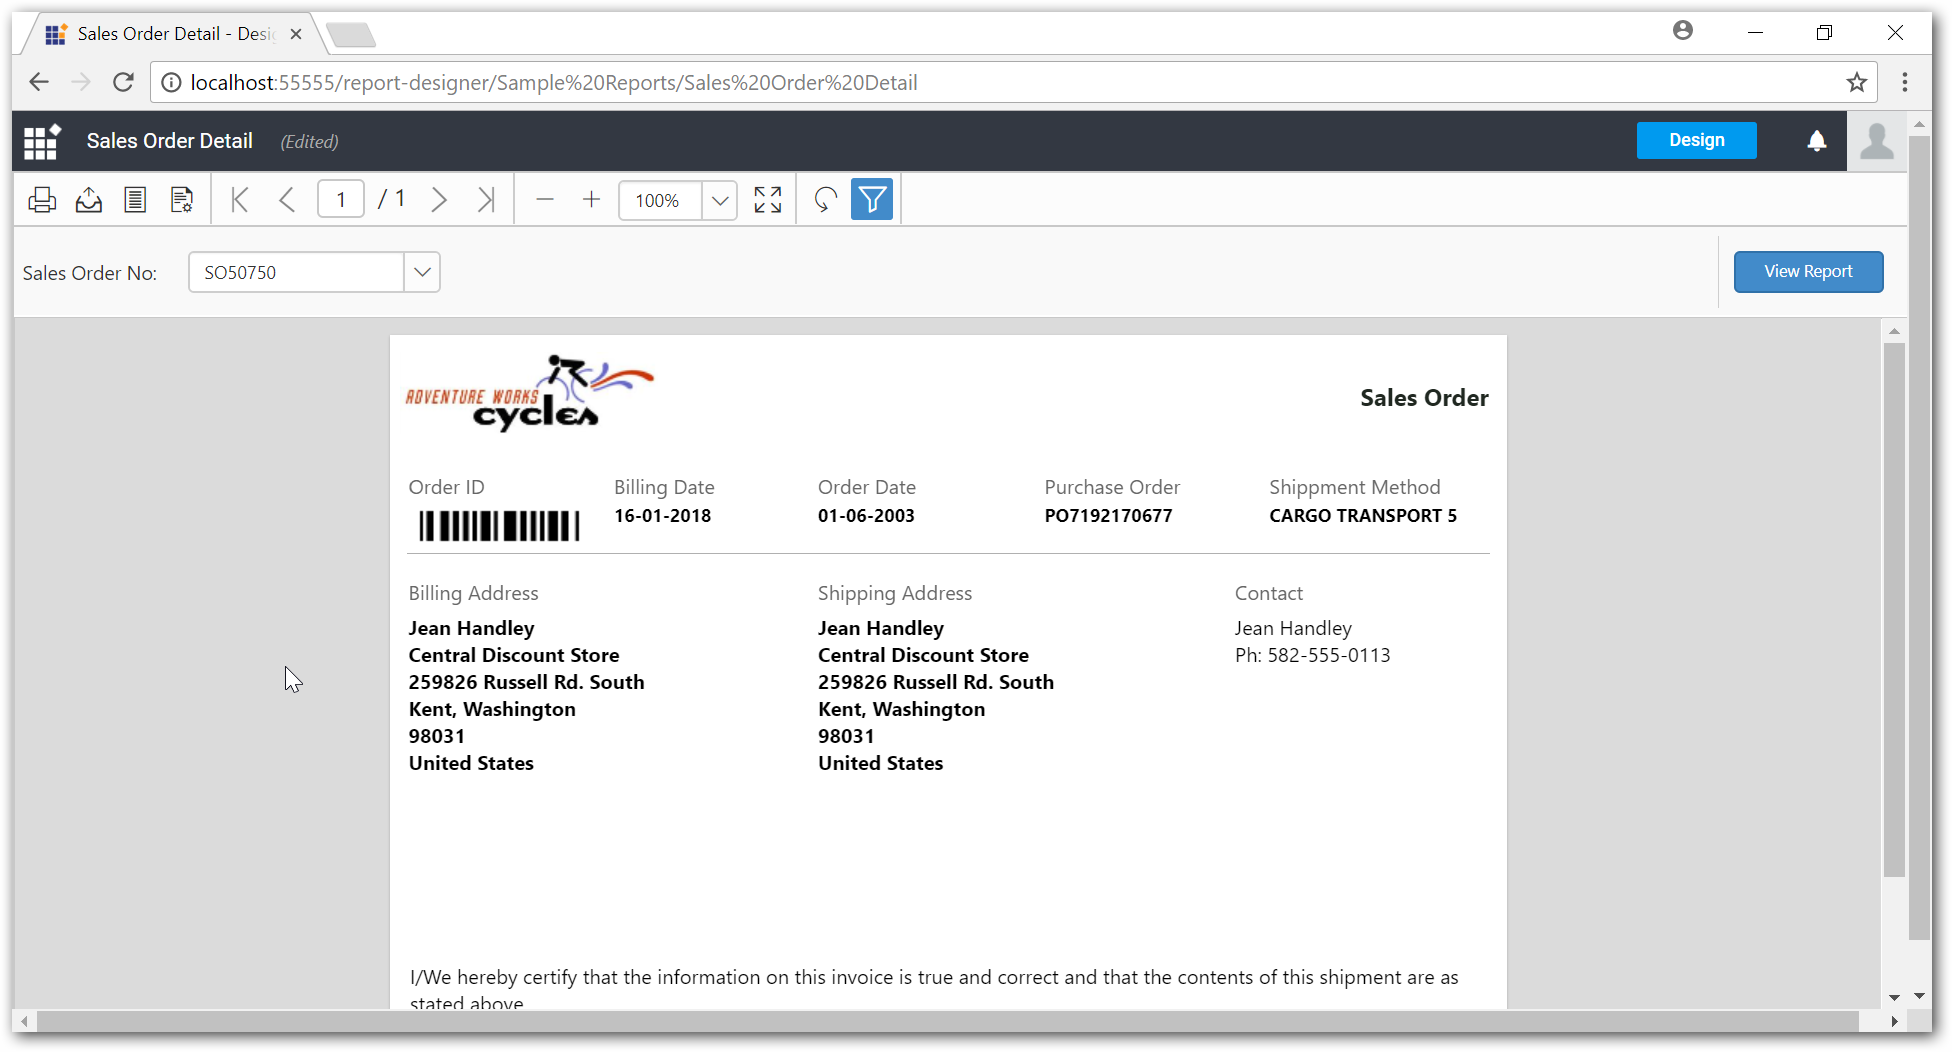 Sales Order Detail - Desi
localhost:55555/report-designer/Sample%20Reports/Sales%20Order%20Detail
Sales Order Detail (Edited) Design
1 / 1 100%
Sales Order No: SO50750 View Report
ADVENTURE WORKS
cycles
Sales Order
Order ID Billing Date Order Date Purchase Order Shippment Method
16-01-2018 01-06-2003 PO7192170677 CARGO TRANSPORT 5
Billing Address Shipping Address Contact
Jean Handley Jean Handley Jean Handley
Central Discount Store Central Discount Store Ph: 582-555-0113
259826 Russell Rd. South 259826 Russell Rd. South
Kent, Washington Kent, Washington
98031 98031
United States United States
I/We hereby certify that the information on this invoice is true and correct and that the contents of this shipment are as
stated above